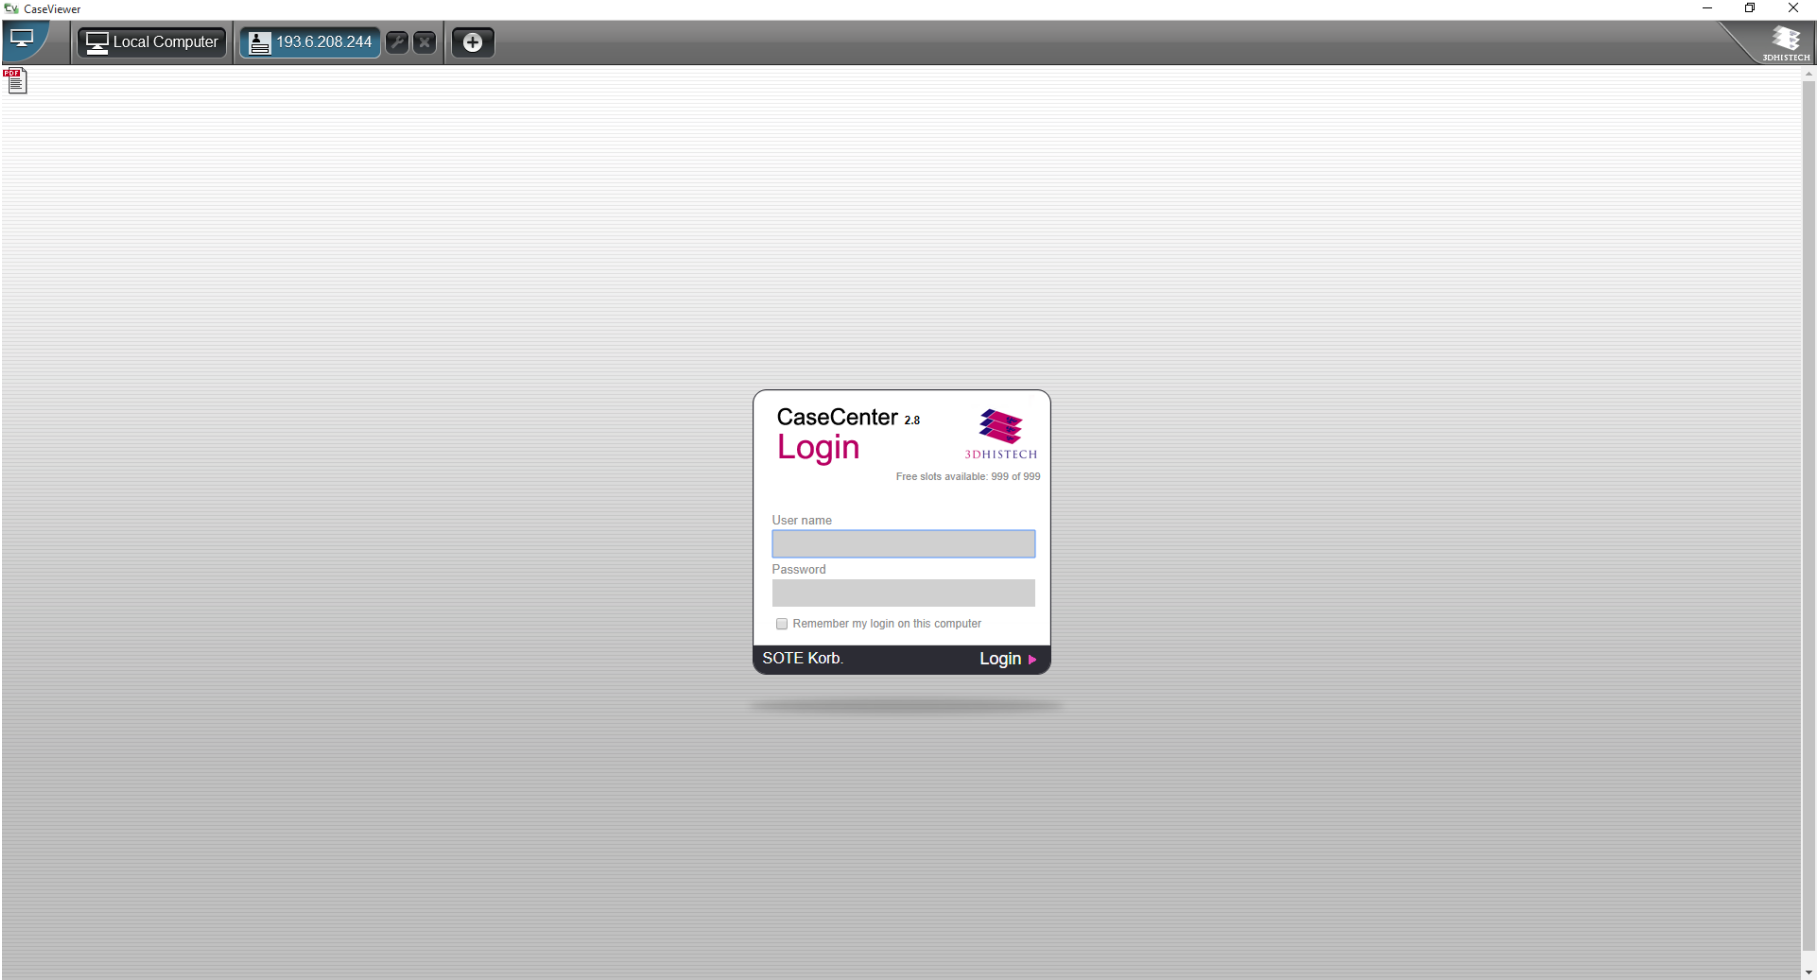 CaseViewer
Local Computer
193.6.208.244
3DHISTECH
PDF
CaseCenter 2.8
Login
3DHISTECH
Free slots available: 999 of 999
User name
Password
Remember my login on this computer
SOTE Korb.
Login